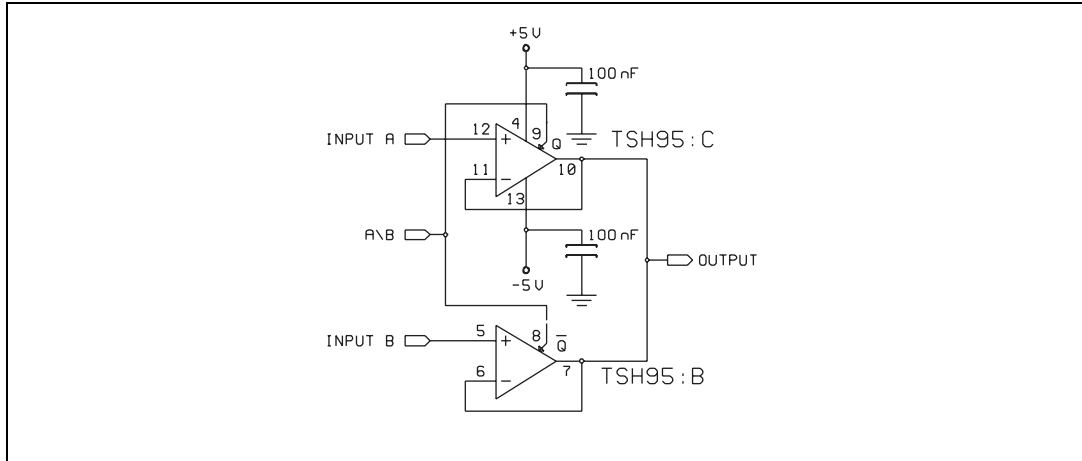 +5V
100nF
4
9
INPUT A
12
+
Q
TSH95:C
11
-
10
13
A\B
100nF
OUTPUT
-5V
INPUT B
5
+
8
Q̅
6
-
7
TSH95:B